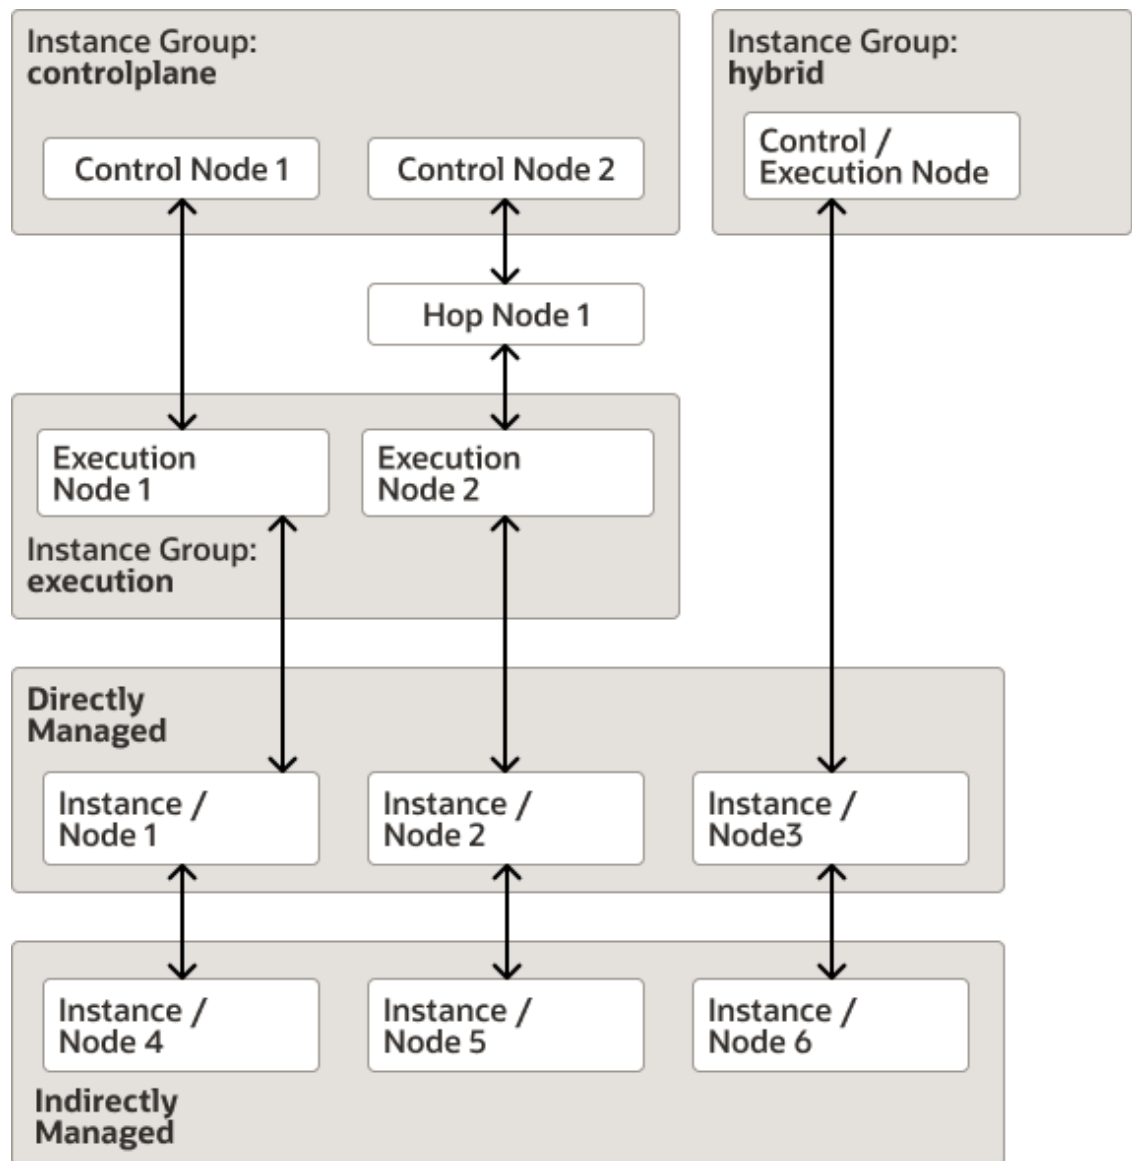 Instance Group:
controlplane
Control Node 1
Control Node 2
Instance Group:
hybrid
Control /
Execution Node
Hop Node 1
Execution
Node 1
Execution
Node 2
Instance Group:
execution
Directly
Managed
Instance /
Node 1
Instance /
Node 2
Instance /
Node3
Instance /
Node 4
Instance /
Node 5
Instance /
Node 6
Indirectly
Managed